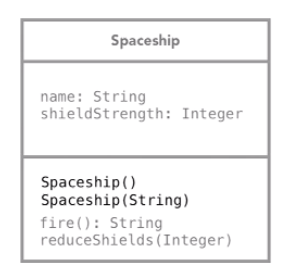 Spaceship
name: String
shieldStrength: Integer
Spaceship()
Spaceship(String)
fire(): String
reduceShields(Integer)